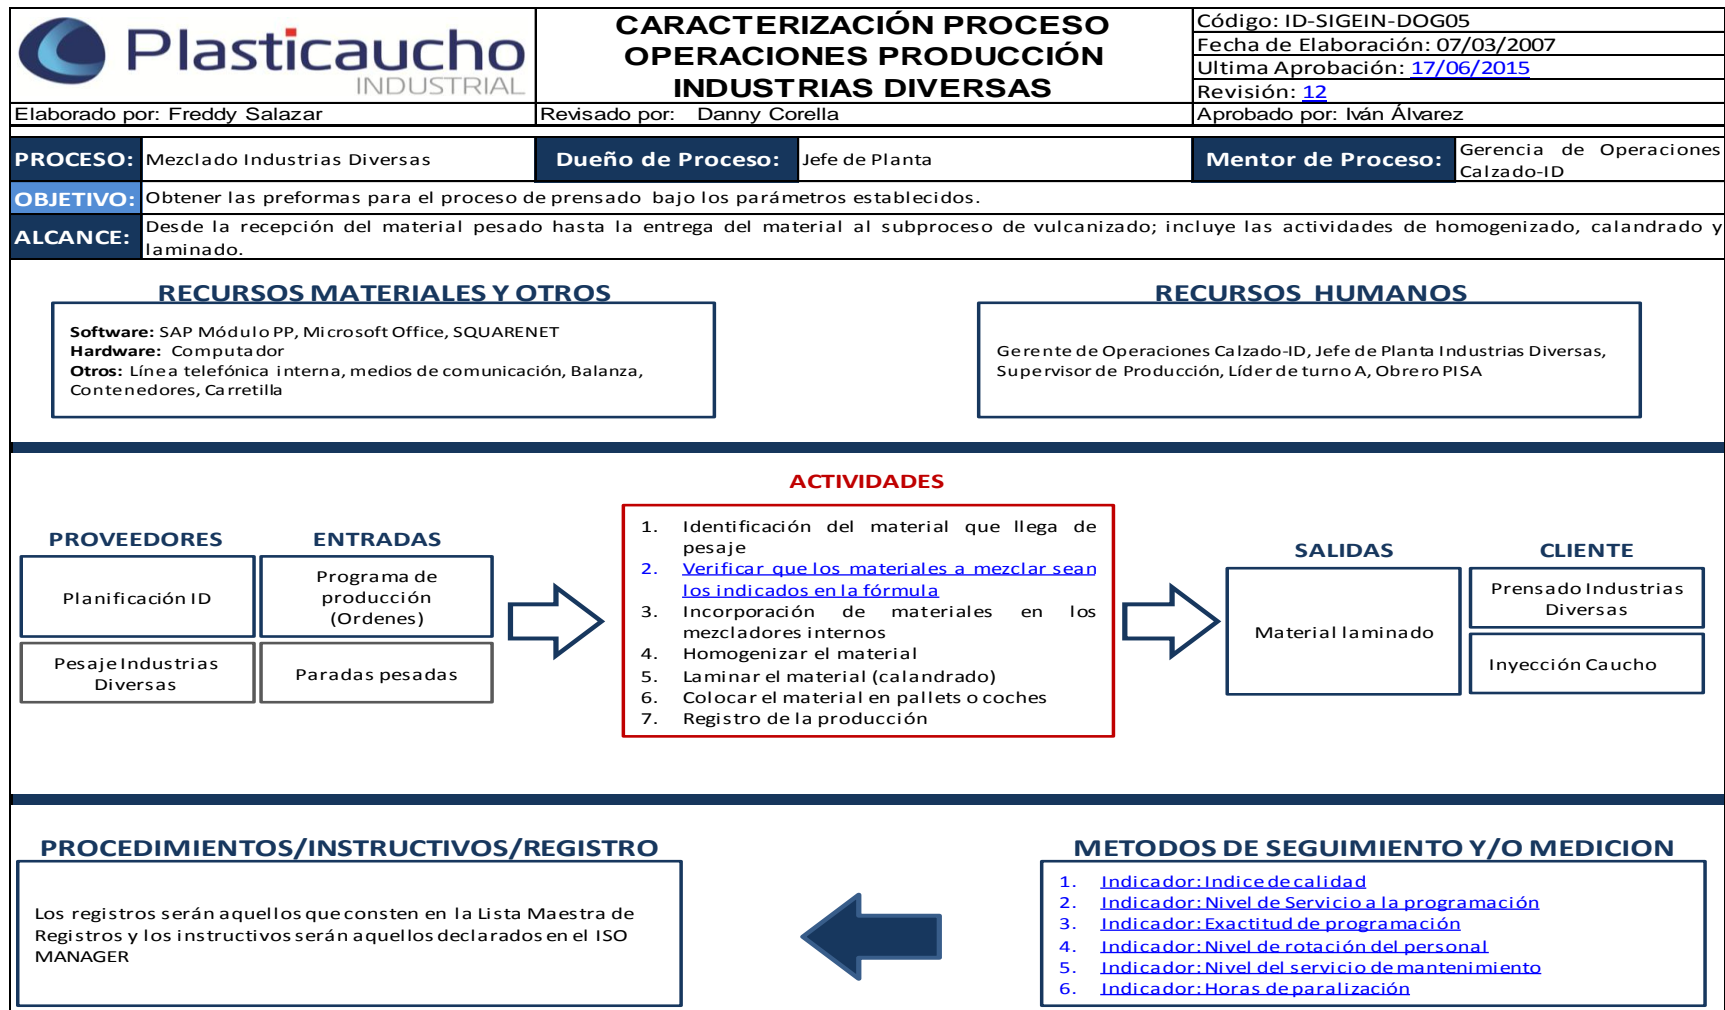 Plasticaucho
INDUSTRIAL
CARACTERIZACIÓN PROCESO
OPERACIONES PRODUCCIÓN
INDUSTRIAS DIVERSAS
Código: ID-SIGEIN-DOG05
Fecha de Elaboración: 07/03/2007
Ultima Aprobación: 17/06/2015
Revisión: 12
Elaborado por: Freddy Salazar
Revisado por: Danny Corella
Aprobado por: Iván Álvarez
PROCESO:
Mezclado Industrias Diversas
Dueño de Proceso:
Jefe de Planta
Mentor de Proceso:
Gerencia de Operaciones
Calzado-ID
OBJETIVO:
Obtener las preformas para el proceso de prensado bajo los parámetros establecidos.
ALCANCE:
Desde la recepción del material pesado hasta la entrega del material al subproceso de vulcanizado; incluye las actividades de homogenizado, calandrado y
laminado.
RECURSOS MATERIALES Y OTROS
Software: SAP Módulo PP, Microsoft Office, SQUARENET
Hardware: Computador
Otros: Línea telefónica interna, medios de comunicación, Balanza,
Contenedores, Carretilla
RECURSOS HUMANOS
Gerente de Operaciones Calzado-ID, Jefe de Planta Industrias Diversas,
Supervisor de Producción, Líder de turno A, Obrero PISA
PROVEEDORES
Planificación ID
Pesaje Industrias
Diversas
ENTRADAS
Programa de
producción
(Ordenes)
Paradas pesadas
ACTIVIDADES
1. Identificación del material que llega de
pesaje
2. Verificar que los materiales a mezclar sean
los indicados en la fórmula
3. Incorporación de materiales en los
mezcladores internos
4. Homogenizar el material
5. Laminar el material (calandrado)
6. Colocar el material en pallets o coches
7. Registro de la producción
SALIDAS
Material laminado
CLIENTE
Prensado Industrias
Diversas
Inyección Caucho
PROCEDIMIENTOS/INSTRUCTIVOS/REGISTRO
Los registros serán aquellos que consten en la Lista Maestra de
Registros y los instructivos serán aquellos declarados en el ISO
MANAGER
METODOS DE SEGUIMIENTO Y/O MEDICION
1. Indicador: Indice de calidad
2. Indicador: Nivel de Servicio a la programación
3. Indicador: Exactitud de programación
4. Indicador: Nivel de rotación del personal
5. Indicador: Nivel del servicio de mantenimiento
6. Indicador: Horas de paralización